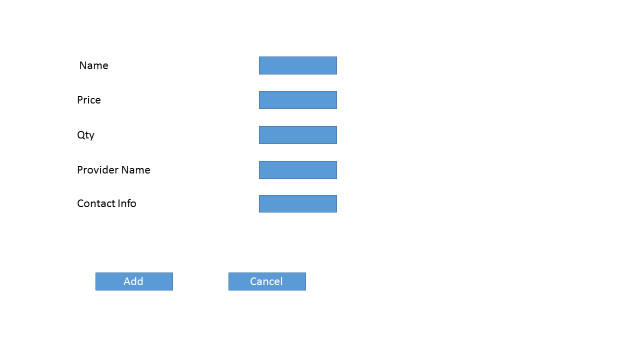 Name
Price
Qty
Provider Name
Contact Info
Add
Cancel